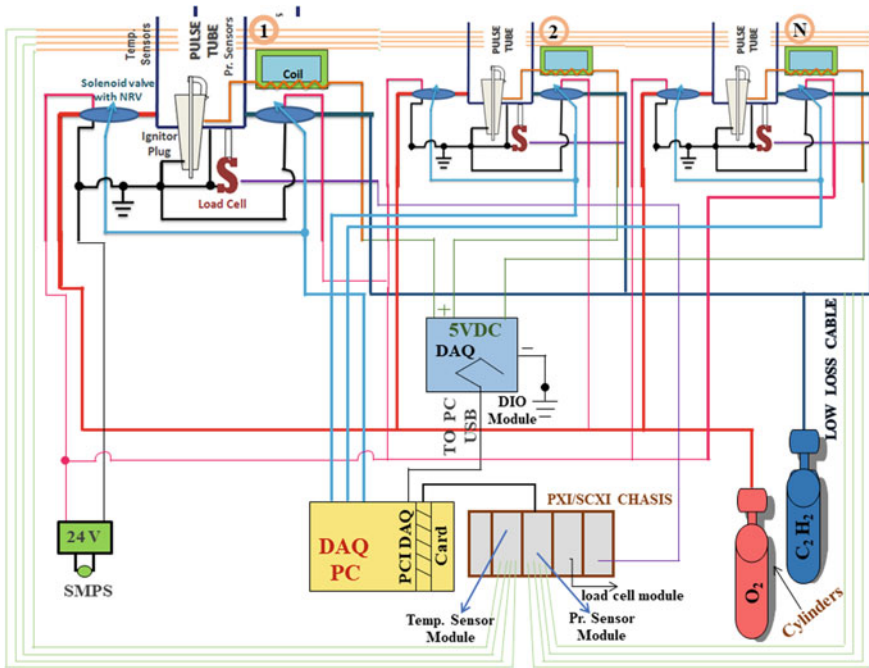 s
Temp.
Sensors
PULSE
TUBE
Pr. Sensors
1
Coil
Solenoid valve
with NRV
Ignitor
Plug
S
Load Cell
PULSE
TUBE
2
S
PULSE
TUBE
N
S
+
5VDC
DAQ
−
DIO
Module
TO PC
USB
LOW LOSS CABLE
24 V
SMPS
DAQ
PC
PCI DAQ
Card
PXI/SCXI CHASIS
load cell module
Temp. Sensor
Module
Pr. Sensor
Module
O2
C2 H2
Cylinders